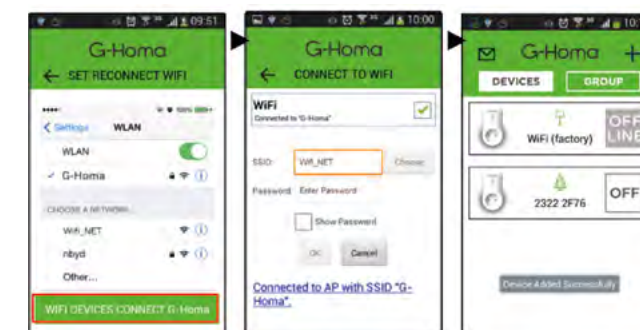 09:51
G-Homa
SET RECONNECT WIFI
Settings WLAN
WLAN
G-Homa
CHOOSE A NETWORK...
Wifi_NET
nbyd
Other...
WIFI DEVICES CONNECT G-Homa
10:00
G-Homa
CONNECT TO WIFI
WiFi
Connected to "G-Homa"
SSID: Wifi_NET Choose
Password: Enter Password
Show Password
OK Cancel
Connected to AP with SSID "G-
Homa".
G-Homa
DEVICES GROUP
WiFi (factory)
OFF
LINE
2322 2F76
OFF
Device Added Successfully